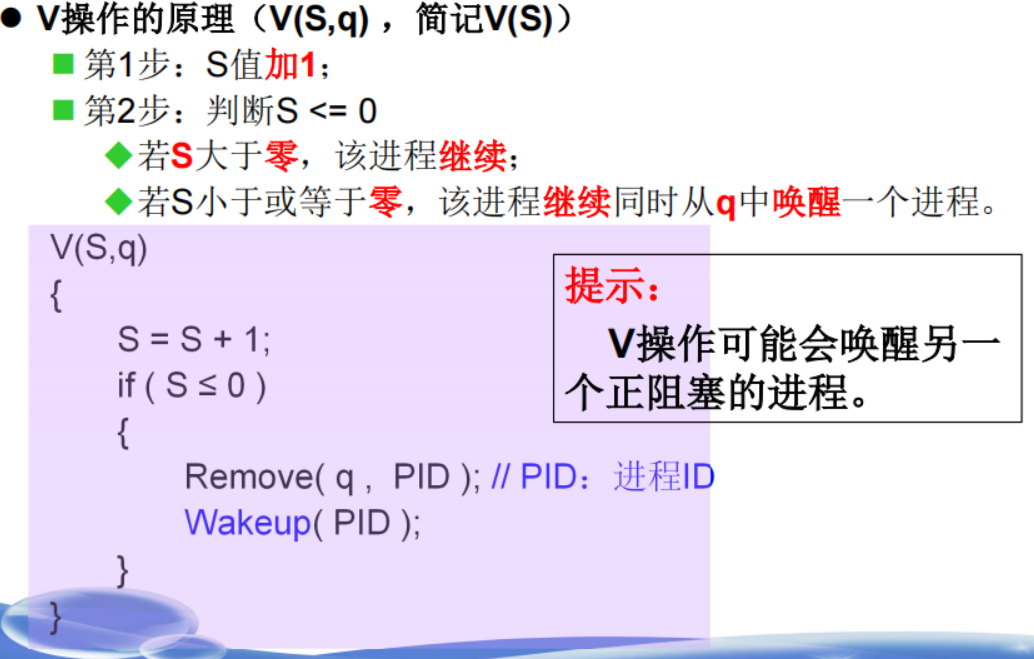 ● V操作的原理（V(S,q) ，简记V(S)）
■ 第1步：S值加1；
■ 第2步：判断S <= 0
◆若S大于零，该进程继续；
◆若S小于或等于零，该进程继续同时从q中唤醒一个进程。
V(S,q)
{
S = S + 1;
if ( S ≤ 0 )
{
Remove( q , PID ); // PID：进程ID
Wakeup( PID );
}
}
提示：
V操作可能会唤醒另一
个正阻塞的进程。